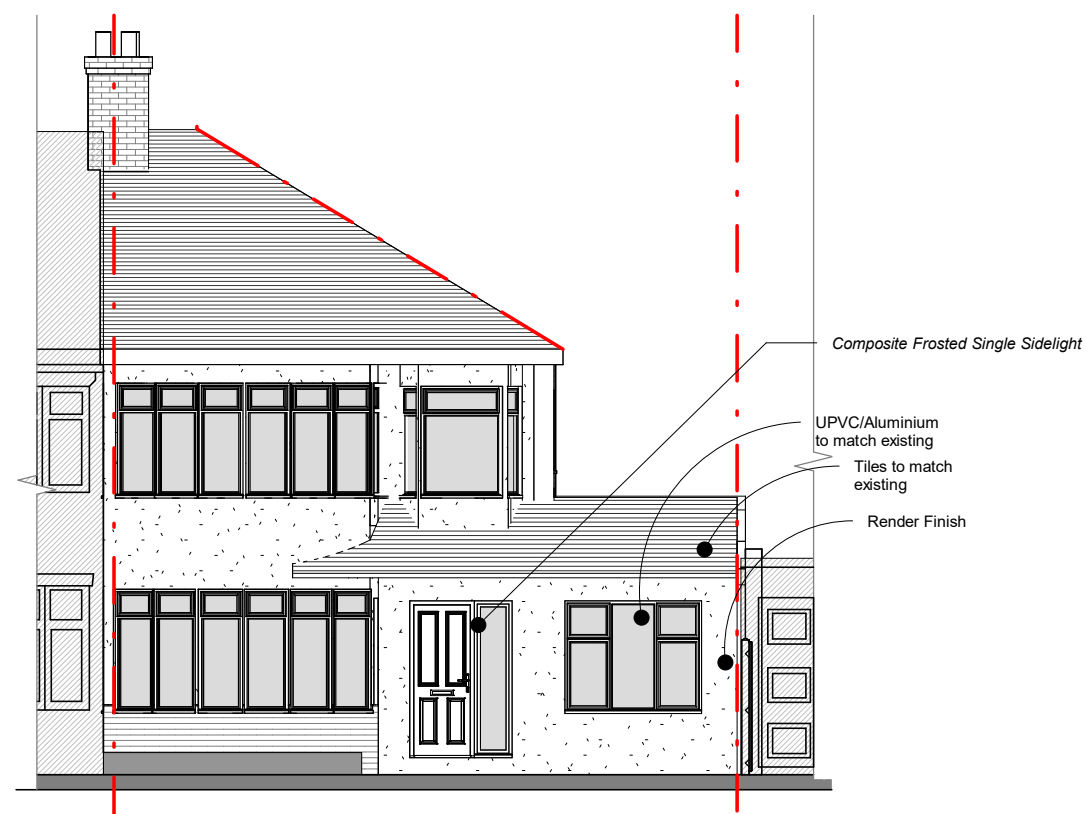 Composite Frosted Single Sidelight
UPVC/Aluminium
to match existing
Tiles to match
existing
Render Finish